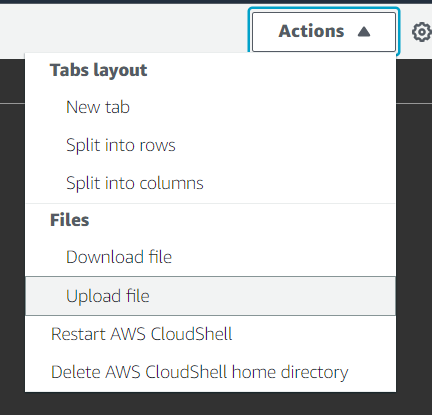 Actions
Tabs layout
New tab
Split into rows
Split into columns
Files
Download file
Upload file
Restart AWS CloudShell
Delete AWS CloudShell home directory